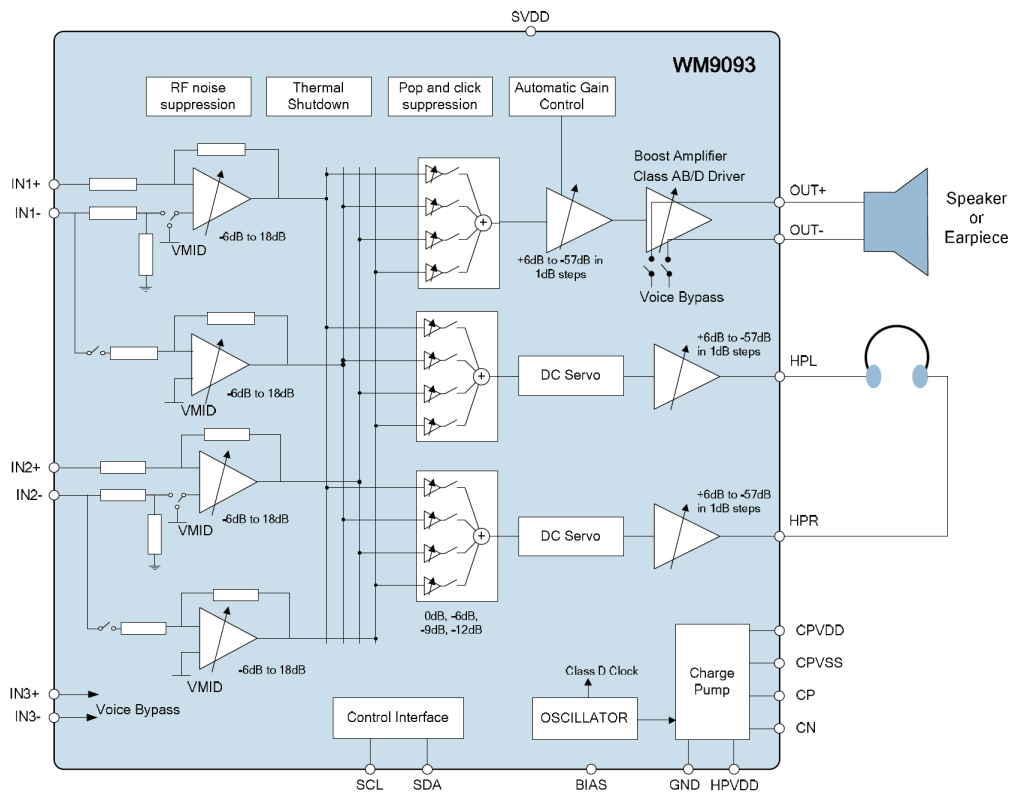 SVDD
WM9093
RF noise
suppression
Thermal
Shutdown
Pop and click
suppression
Automatic Gain
Control
Boost Amplifier
Class AB/D Driver
IN1+
IN1-
VMID
-6dB to 18dB
+6dB to -57dB in
1dB steps
Voice Bypass
OUT+
OUT-
Speaker
or
Earpiece
VMID
-6dB to 18dB
DC Servo
+6dB to -57dB
in 1dB steps
HPL
IN2+
IN2-
VMID
-6dB to 18dB
DC Servo
+6dB to -57dB
in 1dB steps
HPR
VMID
-6dB to 18dB
0dB, -6dB,
-9dB, -12dB
IN3+
IN3-
Voice Bypass
Control Interface
Class D Clock
OSCILLATOR
Charge
Pump
CPVDD
CPVSS
CP
CN
SCL
SDA
BIAS
GND
HPVDD